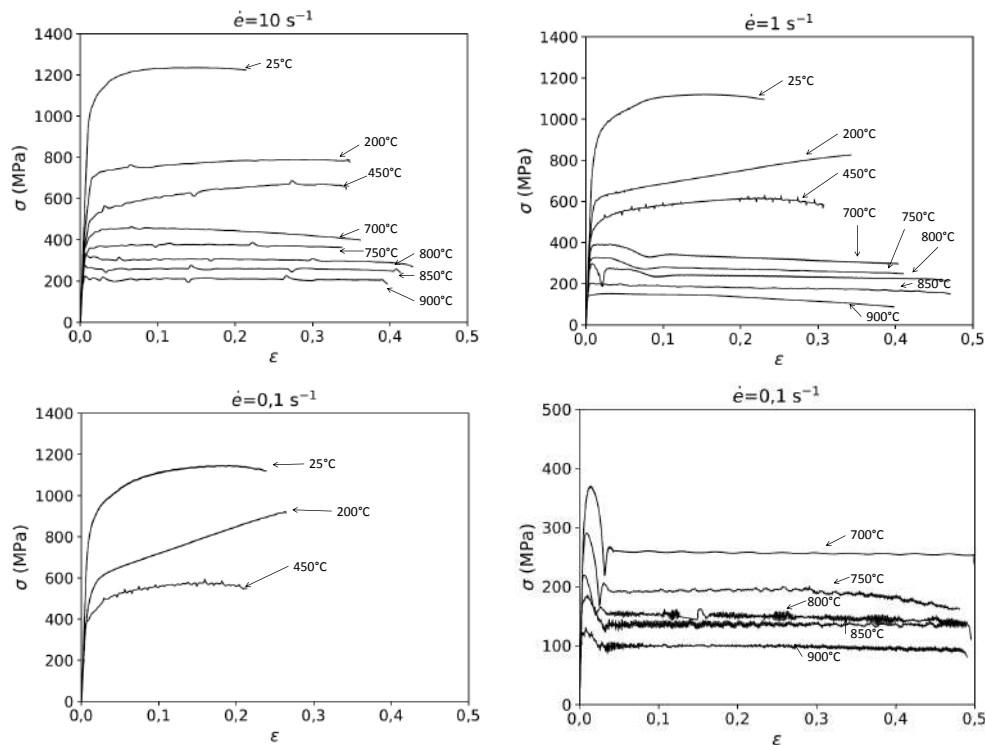 ė=10 s⁻¹
1400
1200
1000
800
600
400
200
0
σ (MPa)
25°C
200°C
450°C
700°C
750°C
800°C
850°C
900°C
0,0 0,1 0,2 0,3 0,4 0,5
ε
ė=1 s⁻¹
1400
1200
1000
800
600
400
200
0
σ (MPa)
25°C
200°C
450°C
700°C
750°C
800°C
850°C
900°C
0,0 0,1 0,2 0,3 0,4 0,5
ε
ė=0,1 s⁻¹
1400
1200
1000
800
600
400
200
0
σ (MPa)
25°C
200°C
450°C
0,0 0,1 0,2 0,3 0,4 0,5
ε
ė=0,1 s⁻¹
500
400
300
200
100
0
σ (MPa)
700°C
750°C
800°C
850°C
900°C
0,0 0,1 0,2 0,3 0,4 0,5
ε